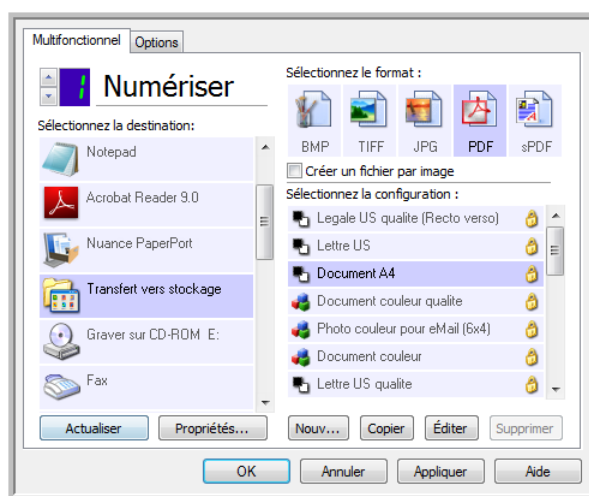 Multifonctionnel Options
1 Numériser
Sélectionnez la destination:
Notepad
Acrobat Reader 9.0
Nuance PaperPort
Transfert vers stockage
Graver sur CD-ROM E:
Fax
Actualiser Propriétés...
Sélectionnez le format :
BMP TIFF JPG PDF sPDF
Créer un fichier par image
Sélectionnez la configuration :
Legale US qualite (Recto verso)
Lettre US
Document A4
Document couleur qualite
Photo couleur pour eMail (6x4)
Document couleur
Lettre US qualite
Nouv... Copier Éditer Supprimer
OK Annuler Appliquer Aide